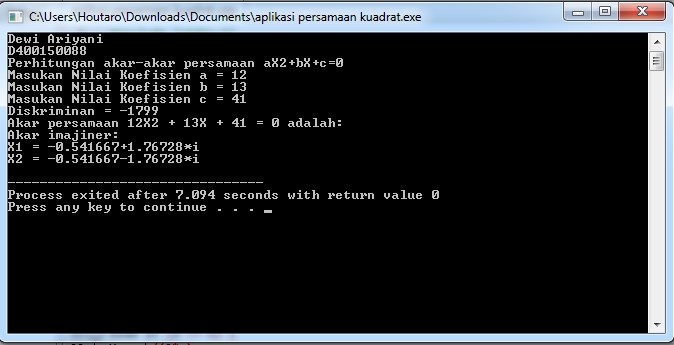 C:\Users\Houtaro\Downloads\Documents\aplikasi persamaan kuadrat.exe
Dewi Ariyani
D400150088
Perhitungan akar-akar persamaan aX2+bX+c=0
Masukan Nilai Koefisien a = 12
Masukan Nilai Koefisien b = 13
Masukan Nilai Koefisien c = 41
Diskriminan = -1799
Akar persamaan 12X2 + 13X + 41 = 0 adalah:
Akar imajiner:
X1 = -0.541667+1.76728*i
X2 = -0.541667-1.76728*i
--------------------------------
Process exited after 7.094 seconds with return value 0
Press any key to continue . . . _